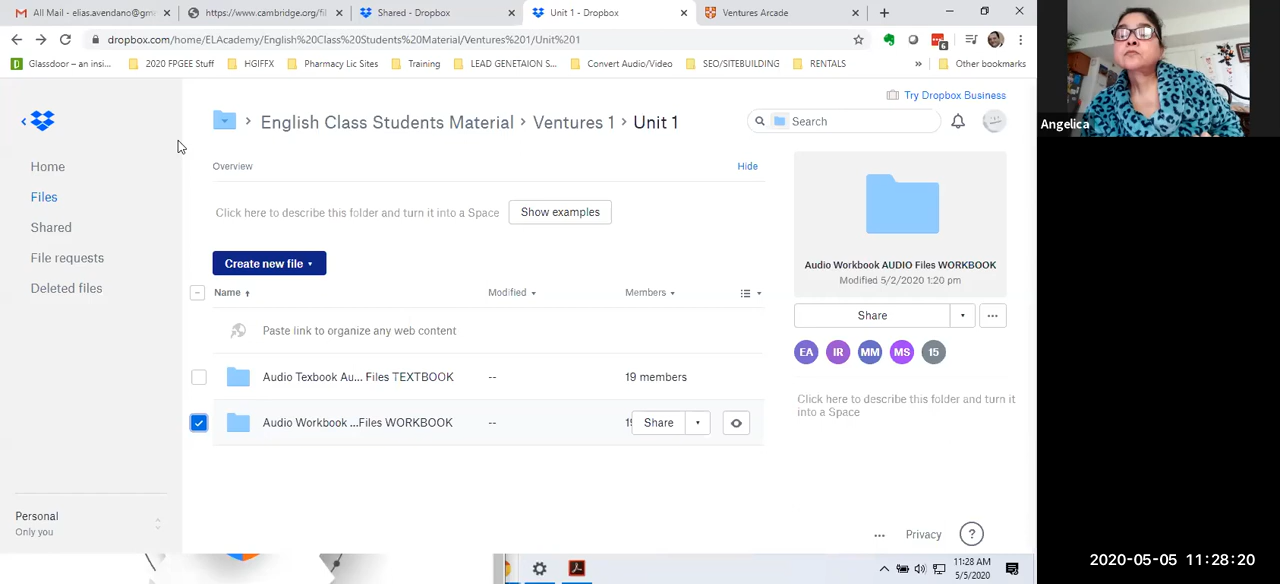 All Mail - elias.avendano@gm
https://www.cambridge.org/fil
Shared - Dropbox
Unit 1 - Dropbox
Ventures Arcade
dropbox.com/home/ELAcademy/English%20Class%20Students%20Material/Ventures%201/Unit%201
6
Glassdoor – an insi...
2020 FPGEE Stuff
HGIFFX
Pharmacy Lic Sites
Training
LEAD GENETAION S...
Convert Audio/Video
SEO/SITEBUILDING
RENTALS
»
Other bookmarks
Try Dropbox Business
English Class Students Material › Ventures 1 › Unit 1
Search
Angelica
Home
Files
Shared
File requests
Deleted files
Overview
Hide
Click here to describe this folder and turn it into a Space
Show examples
Create new file
Name
Modified
Members
Paste link to organize any web content
Audio Texbook Au... Files TEXTBOOK
--
19 members
Audio Workbook ...Files WORKBOOK
--
Share
Audio Workbook AUDIO Files WORKBOOK
Modified 5/2/2020 1:20 pm
Share
EA
IR
MM
MS
15
Click here to describe this folder and turn it
into a Space
Personal
Only you
Privacy
?
11:28 AM
5/5/2020
2020-05-05 11:28:20